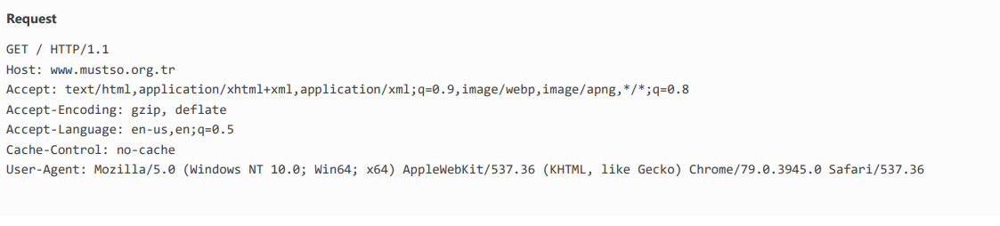 Request
GET / HTTP/1.1
Host: www.mustso.org.tr
Accept: text/html,application/xhtml+xml,application/xml;q=0.9,image/webp,image/apng,*/*;q=0.8
Accept-Encoding: gzip, deflate
Accept-Language: en-us,en;q=0.5
Cache-Control: no-cache
User-Agent: Mozilla/5.0 (Windows NT 10.0; Win64; x64) AppleWebKit/537.36 (KHTML, like Gecko) Chrome/79.0.3945.0 Safari/537.36